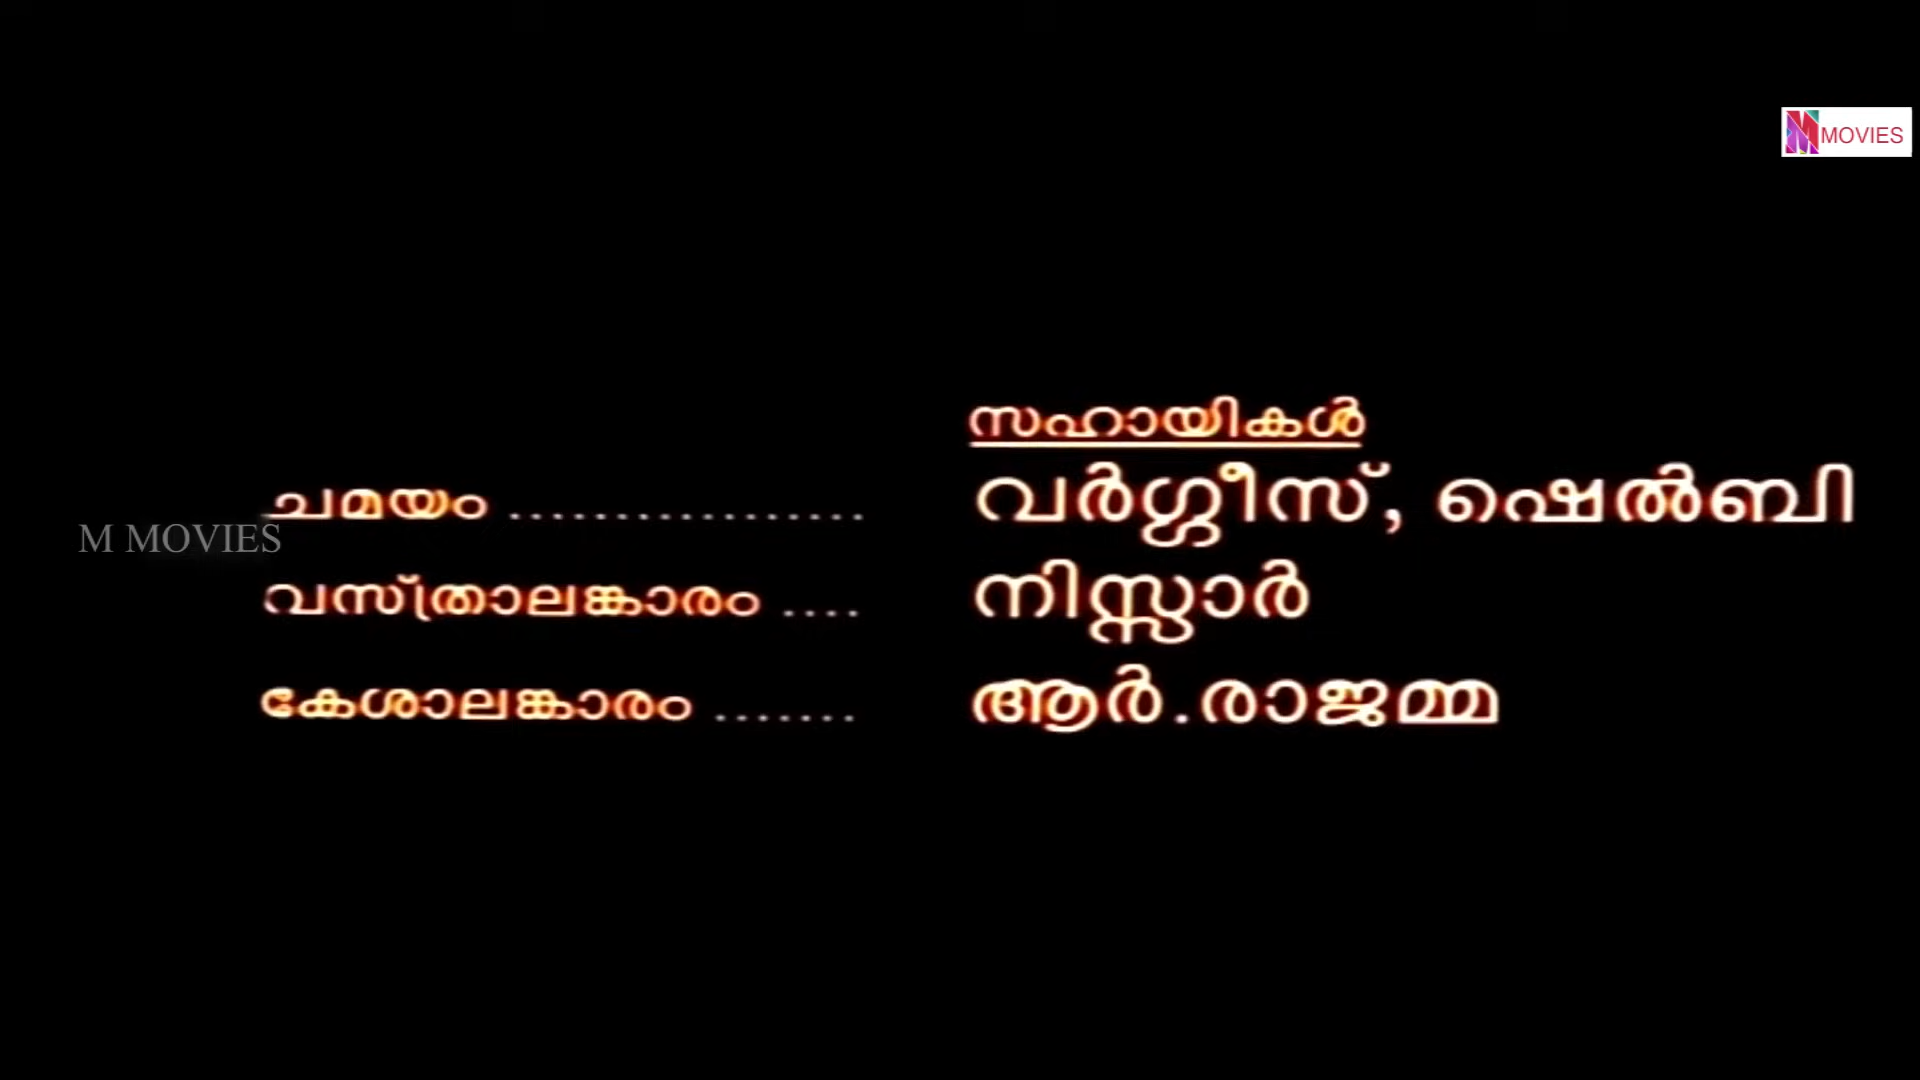 MOVIES
സഹായികൾ
ചമയം ................. വർഗ്ഗീസ്, ഷെൽബി
M MOVIES
വസ്ത്രാലങ്കാരം .... നിസ്സാർ
കേശാലങ്കാരം ....... ആർ.രാജമ്മ